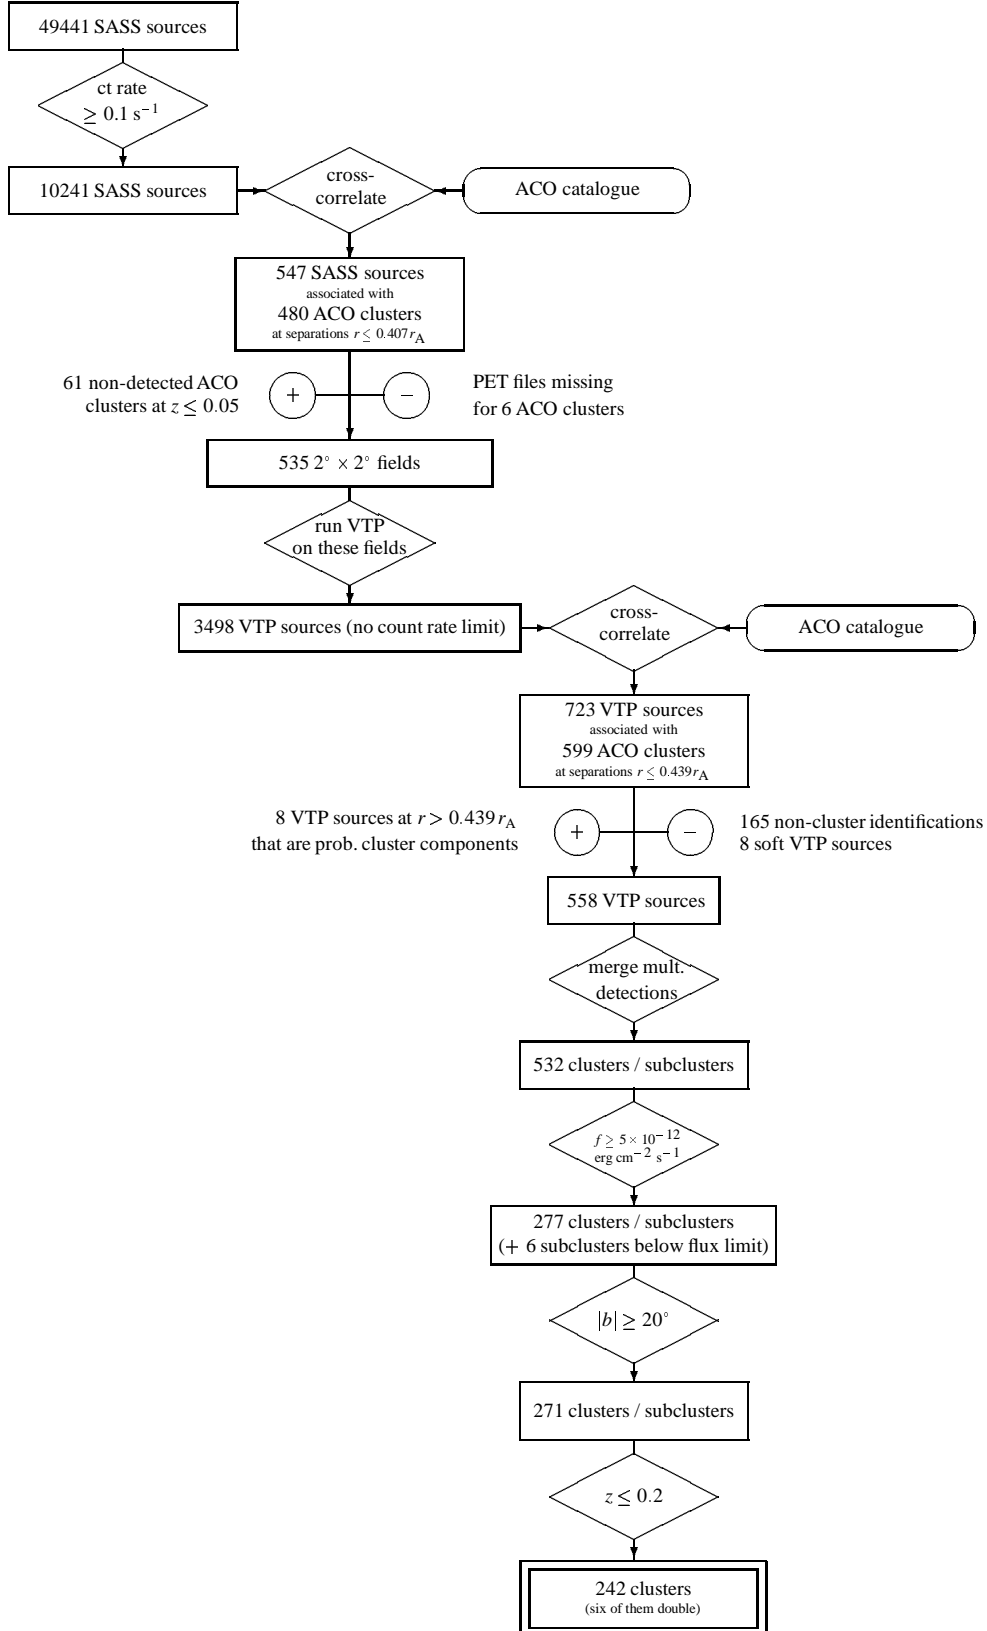 49441 SASS sources
ct rate
≥ 0.1 s⁻¹
10241 SASS sources
cross-
correlate
ACO catalogue
547 SASS sources
associated with
480 ACO clusters
at separations r ≤ 0.407 r_A
61 non-detected ACO
clusters at z ≤ 0.05
+
−
PET files missing
for 6 ACO clusters
535 2° × 2° fields
run VTP
on these fields
3498 VTP sources (no count rate limit)
cross-
correlate
ACO catalogue
723 VTP sources
associated with
599 ACO clusters
at separations r ≤ 0.439 r_A
8 VTP sources at r > 0.439 r_A
that are prob. cluster components
+
−
165 non-cluster identifications
8 soft VTP sources
558 VTP sources
merge mult.
detections
532 clusters / subclusters
f ≥ 5 × 10⁻¹²
erg cm⁻² s⁻¹
277 clusters / subclusters
(+ 6 subclusters below flux limit)
|b| ≥ 20°
271 clusters / subclusters
z ≤ 0.2
242 clusters
(six of them double)